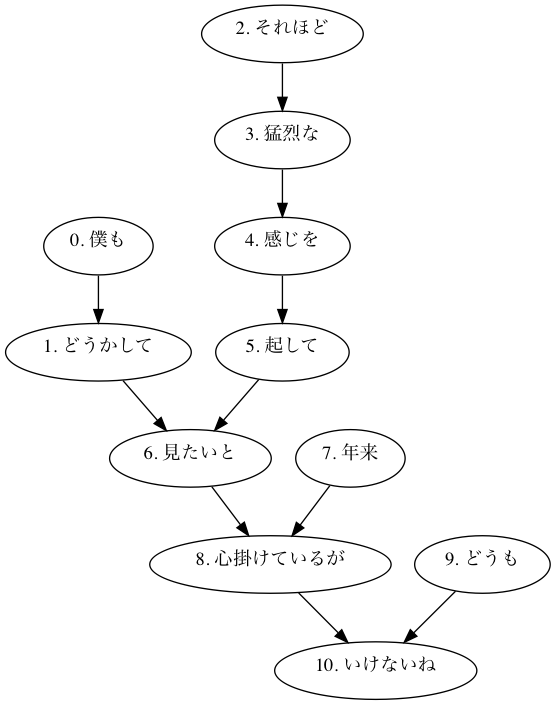 2. それほど
3. 猛烈な
0. 僕も
4. 感じを
1. どうかして
5. 起して
6. 見たいと
7. 年来
8. 心掛けているが
9. どうも
10. いけないね